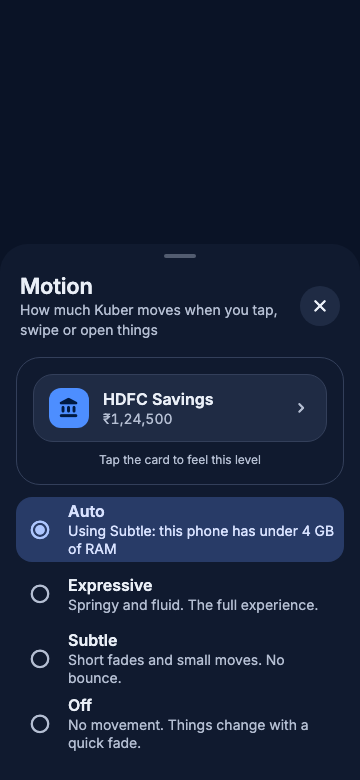 Motion
How much Kuber moves when you tap,
swipe or open things
HDFC Savings
₹1,24,500
Tap the card to feel this level
Auto
Using Subtle: this phone has under 4 GB
of RAM
Expressive
Springy and fluid. The full experience.
Subtle
Short fades and small moves. No
bounce.
Off
No movement. Things change with a
quick fade.